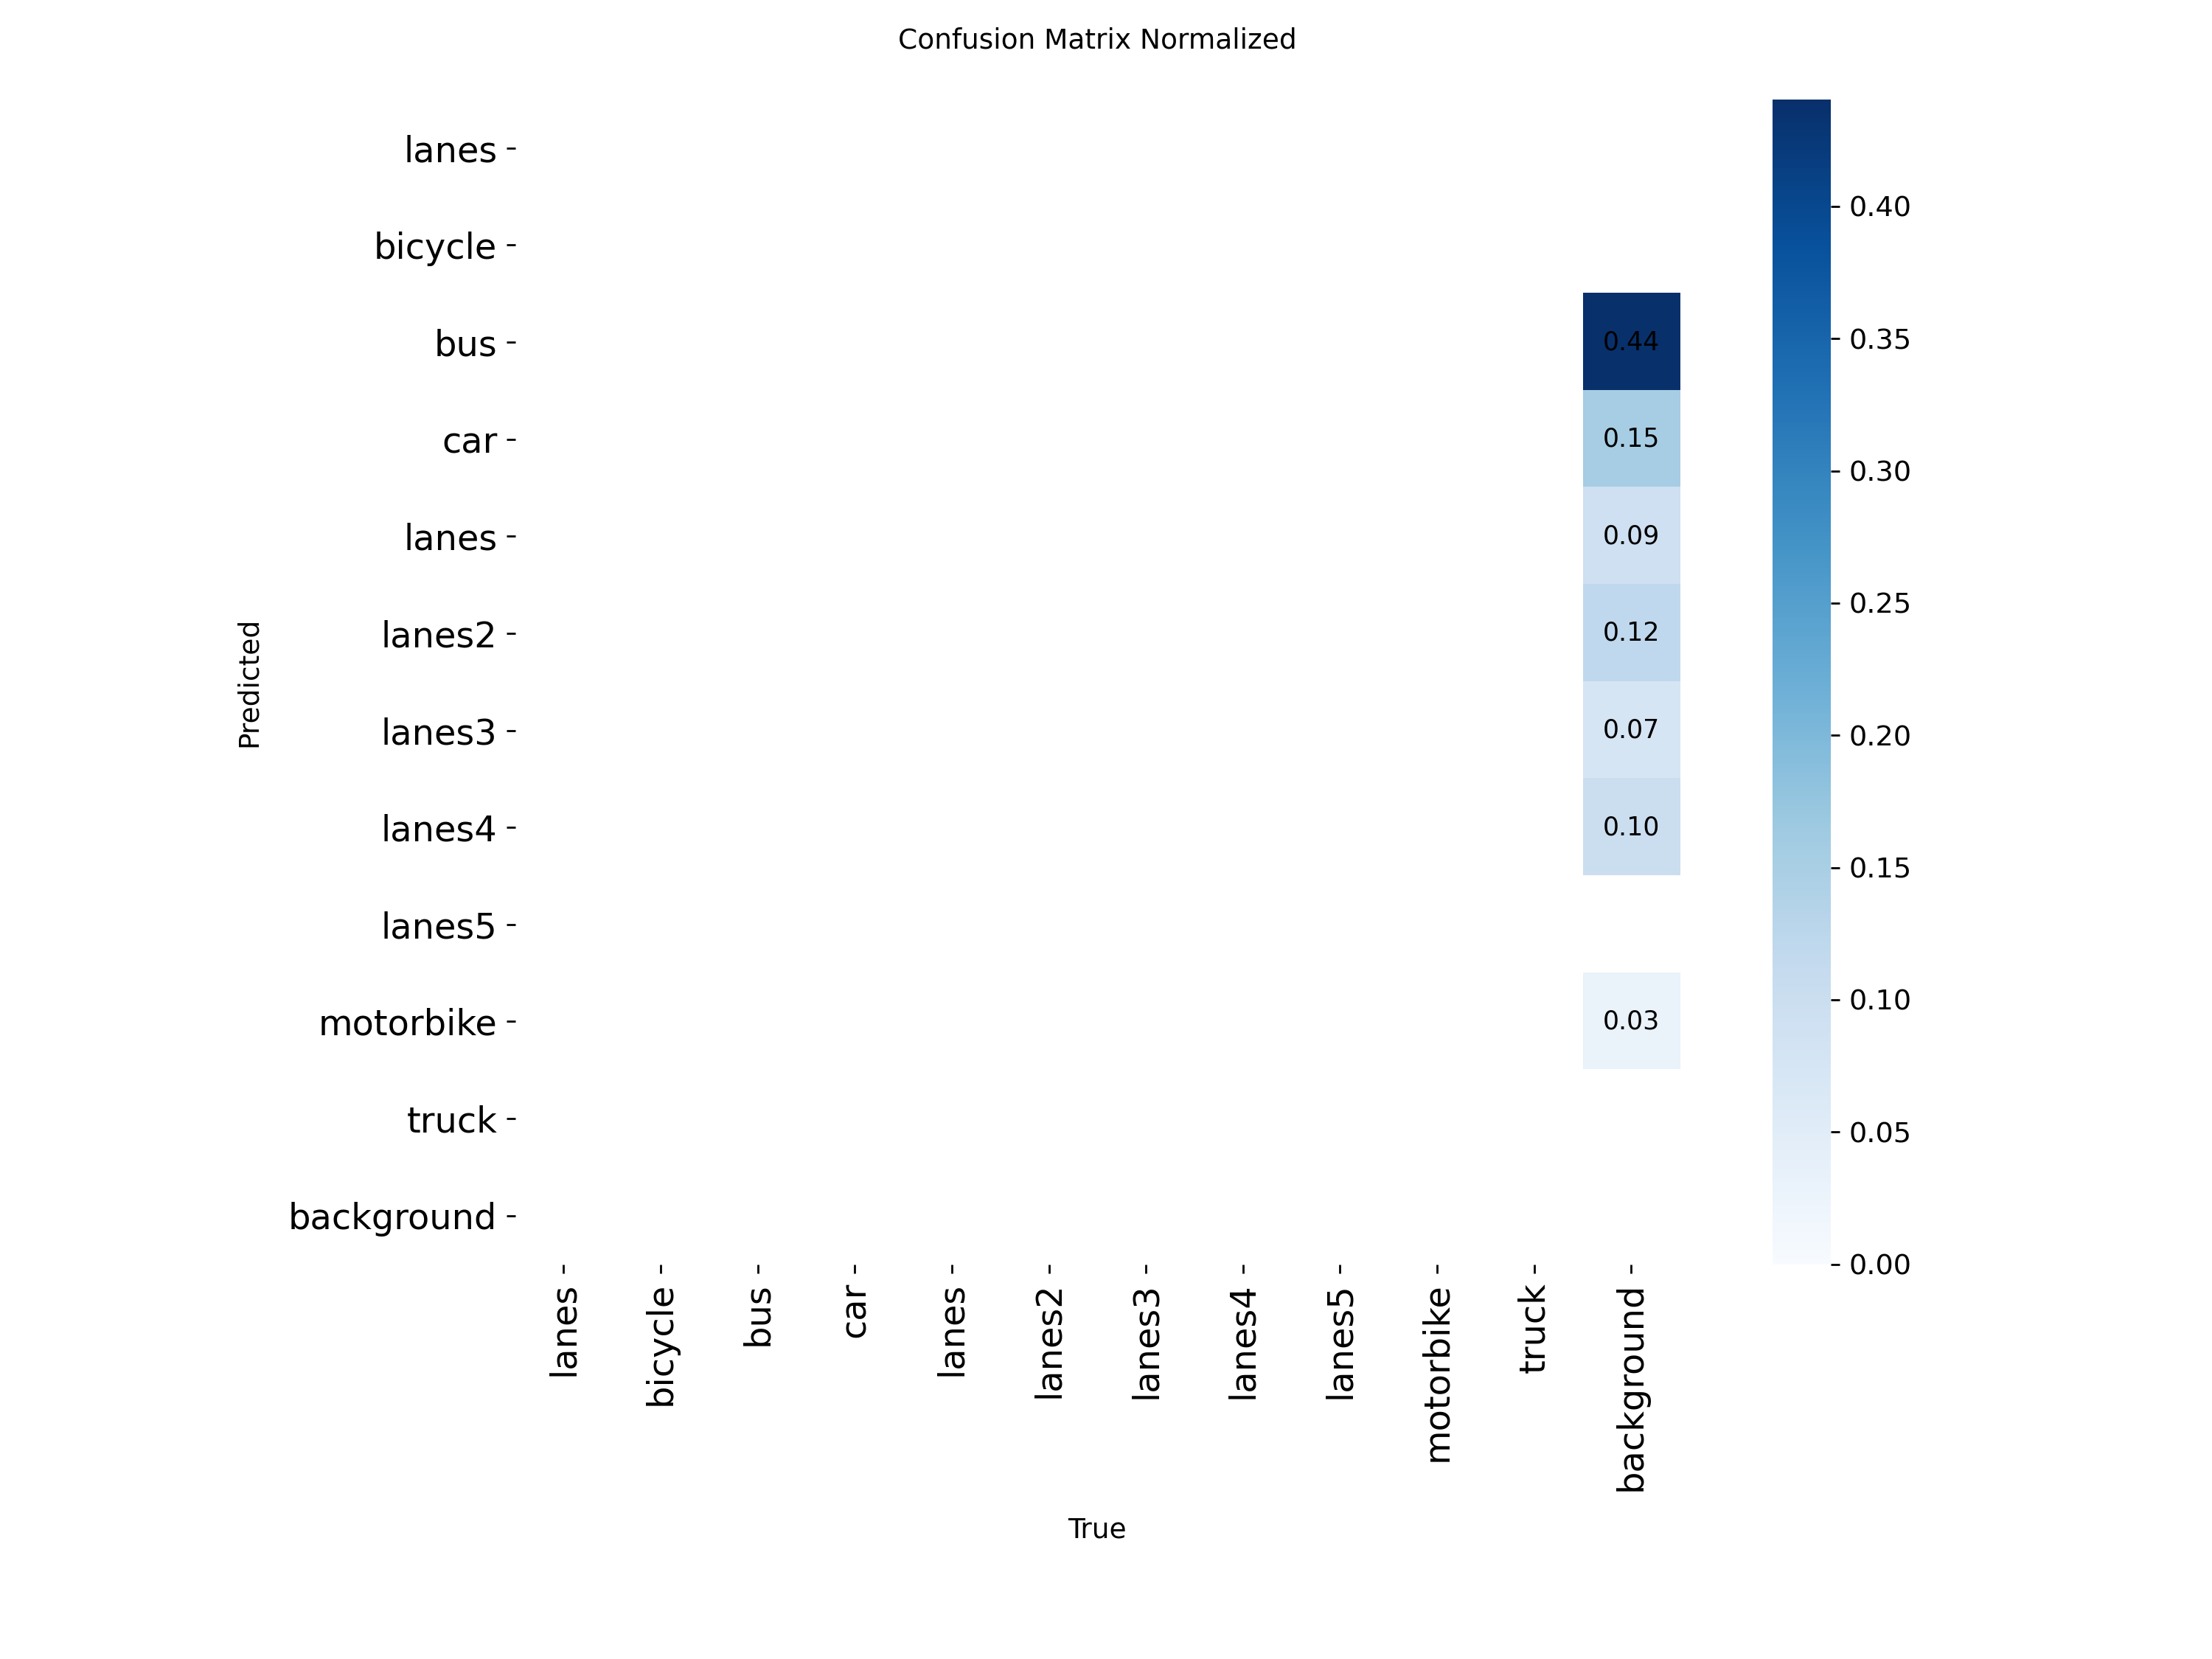 Confusion Matrix Normalized
lanes
bicycle
bus
car
lanes
lanes2
lanes3
lanes4
lanes5
motorbike
truck
background
Predicted
0.44
0.15
0.09
0.12
0.07
0.10
0.03
0.40
0.35
0.30
0.25
0.20
0.15
0.10
0.05
0.00
lanes
bicycle
bus
car
lanes
lanes2
lanes3
lanes4
lanes5
motorbike
truck
background
True